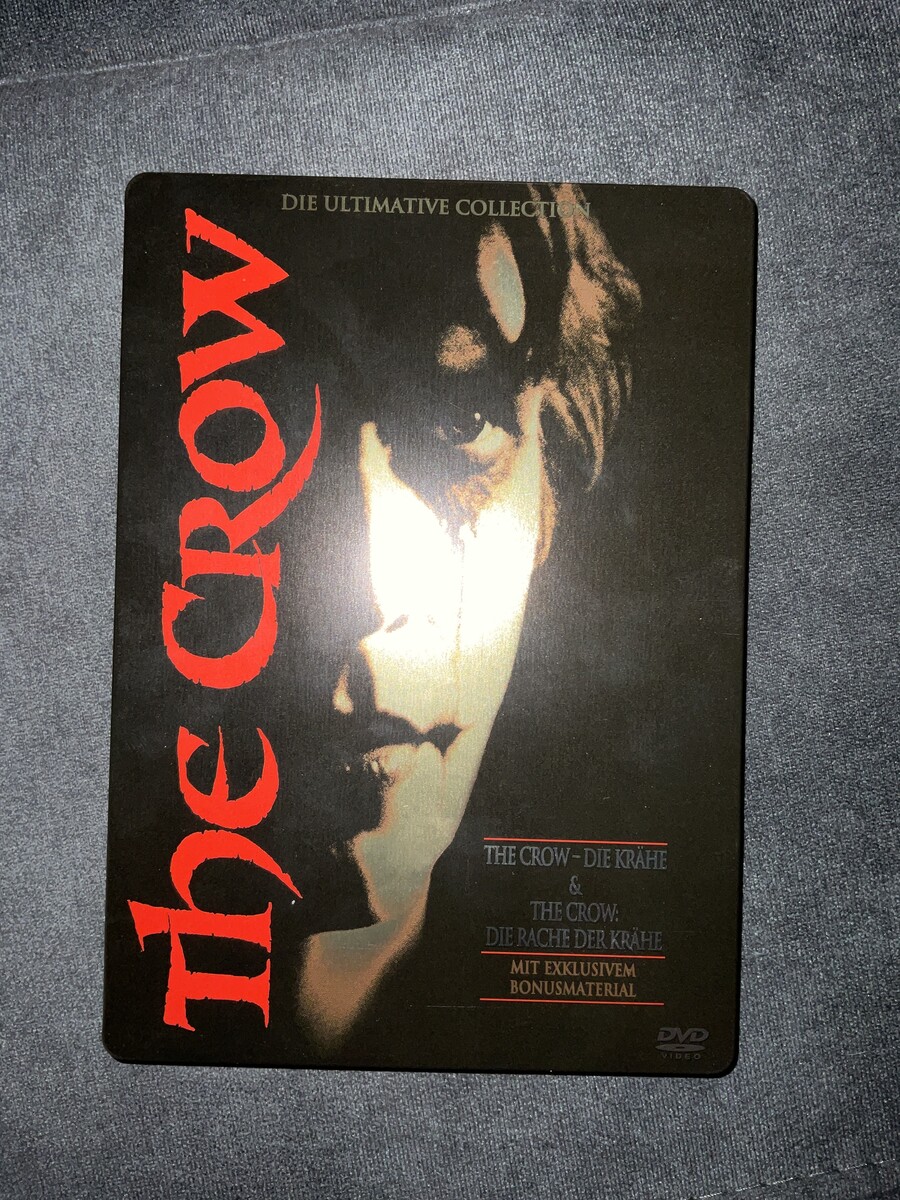 DIE ULTIMATIVE COLLECTION
THE CROW
THE CROW - DIE KRÄHE
&
THE CROW:
DIE RACHE DER KRÄHE
MIT EXKLUSIVEM
BONUSMATERIAL
DVD
VIDEO